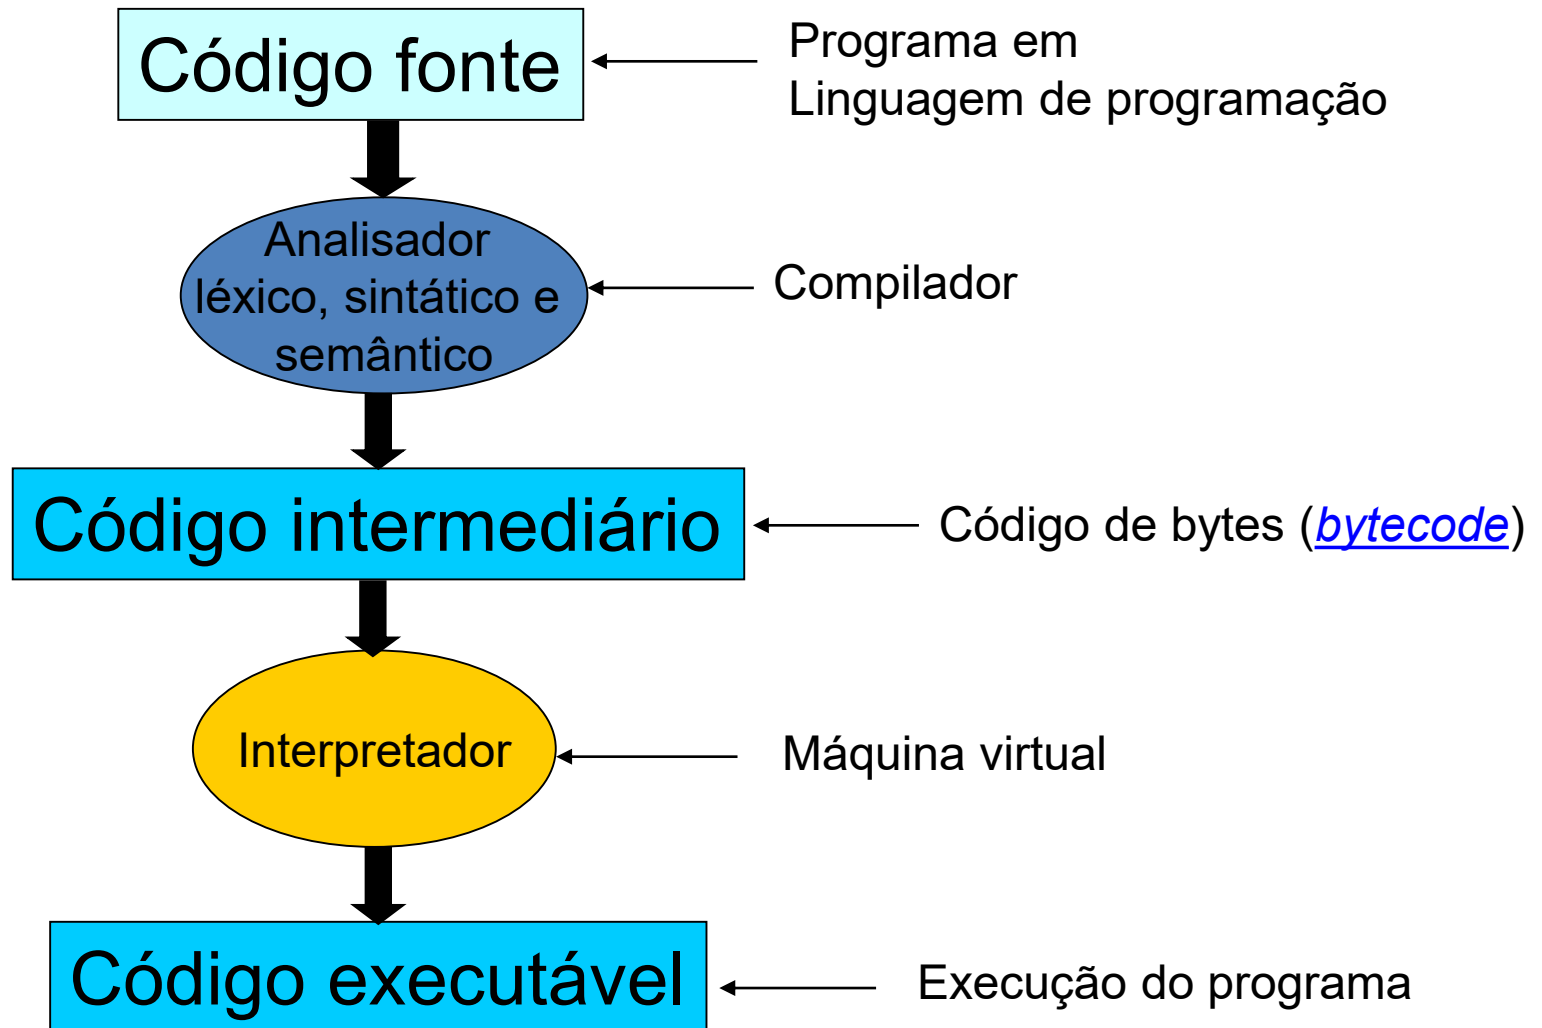 Código fonte
Programa em
Linguagem de programação
Analisador
léxico, sintático e
semântico
Compilador
Código intermediário
Código de bytes (bytecode)
Interpretador
Máquina virtual
Código executável
Execução do programa